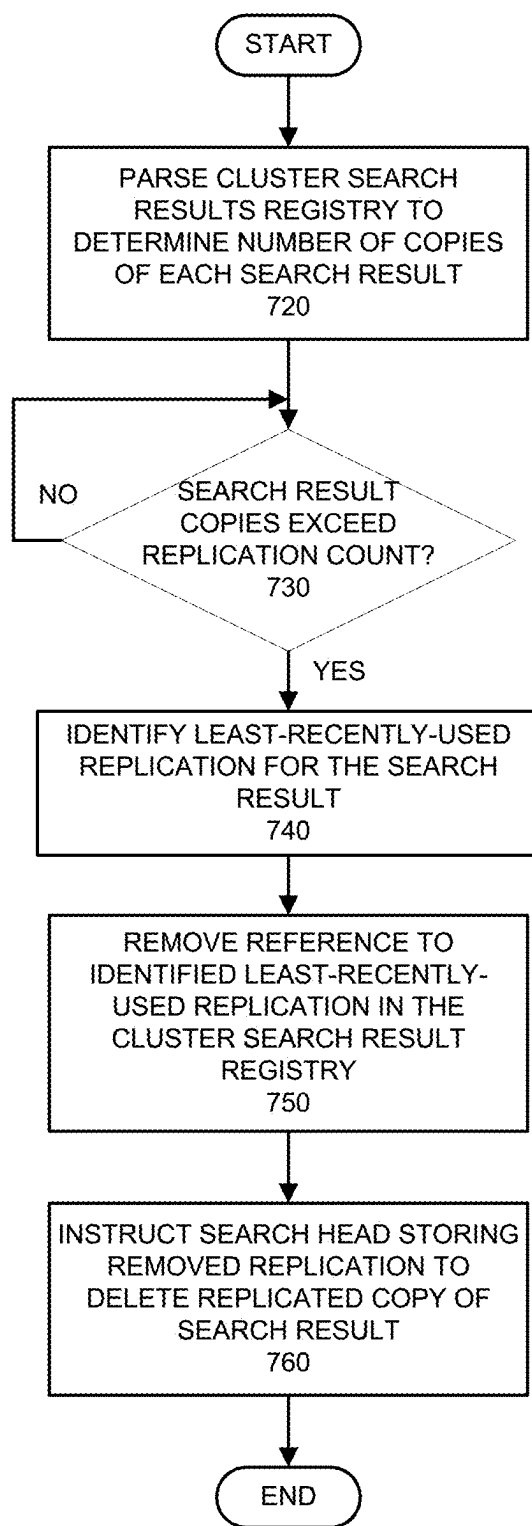 START
PARSE CLUSTER SEARCH
RESULTS REGISTRY TO
DETERMINE NUMBER OF COPIES
OF EACH SEARCH RESULT
720
NO
SEARCH RESULT
COPIES EXCEED
REPLICATION COUNT?
730
YES
IDENTIFY LEAST-RECENTLY-USED
REPLICATION FOR THE SEARCH
RESULT
740
REMOVE REFERENCE TO
IDENTIFIED LEAST-RECENTLY-
USED REPLICATION IN THE
CLUSTER SEARCH RESULT
REGISTRY
750
INSTRUCT SEARCH HEAD STORING
REMOVED REPLICATION TO
DELETE REPLICATED COPY OF
SEARCH RESULT
760
END